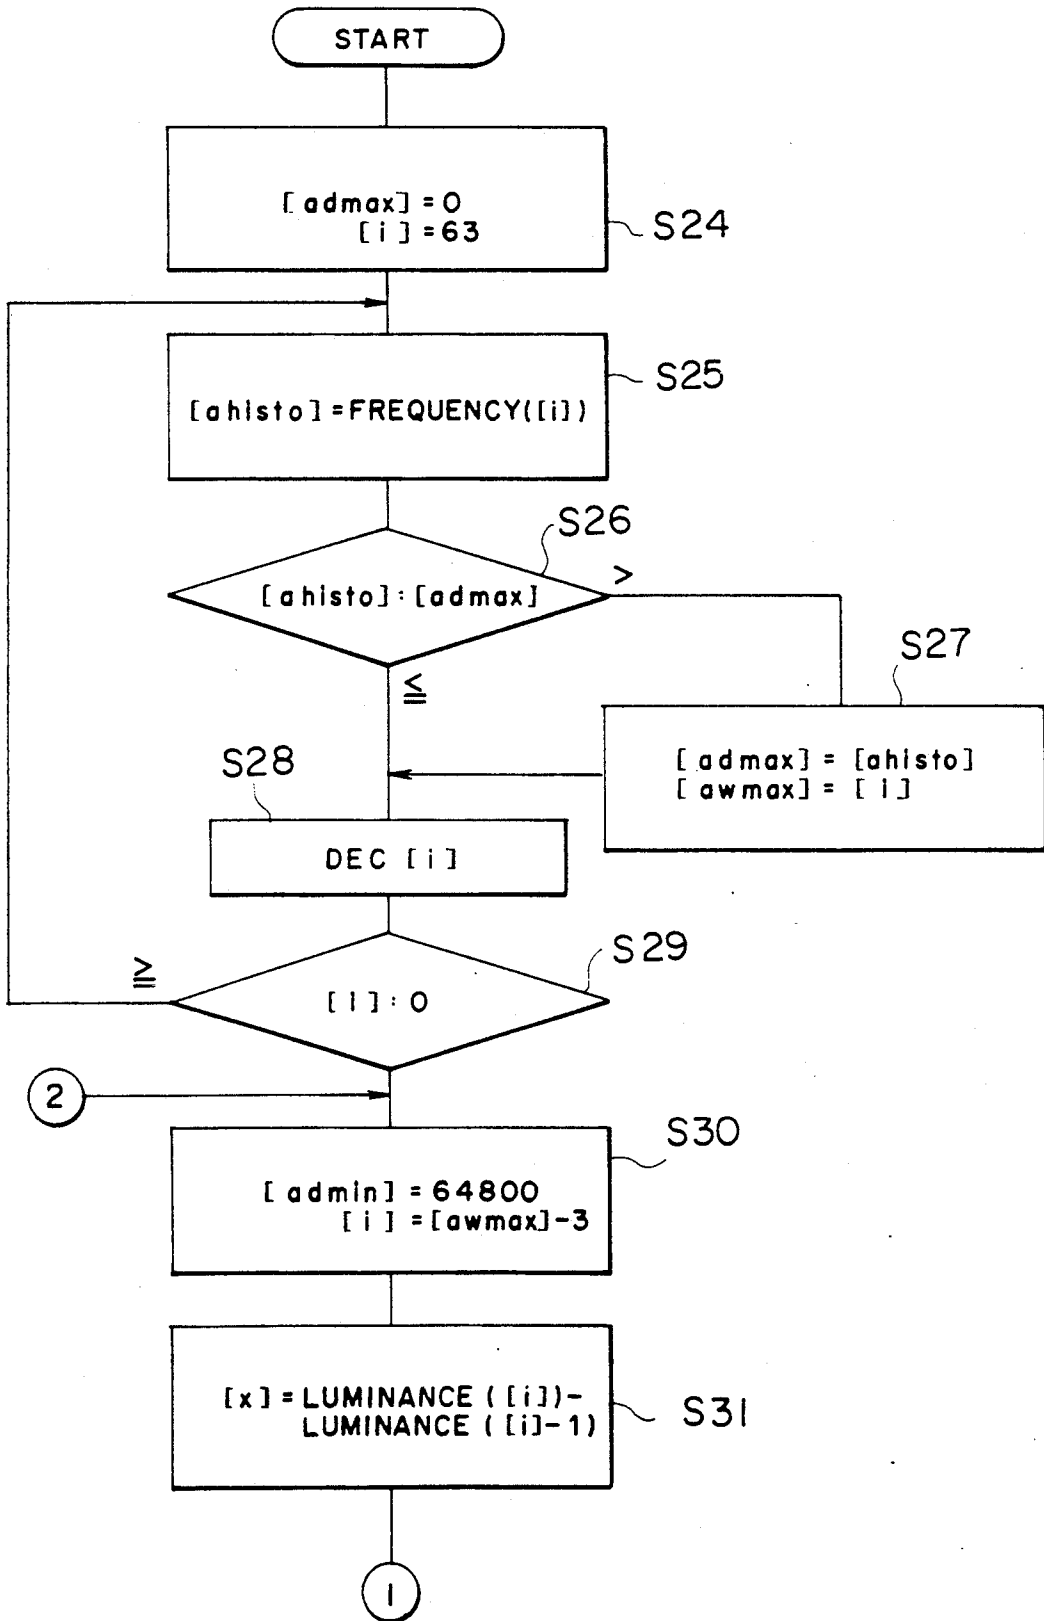 START
[admax]=0
[i]=63
S24
S25
[ahisto]=FREQUENCY([i])
S26
>
[ahisto]:[admax]
≦
S27
[admax]=[ahisto]
[awmax]=[i]
S28
DEC [i]
≧
S29
[i]:0
2
S30
[admin]=64800
[i]=[awmax]-3
[x]=LUMINANCE([i])-
LUMINANCE([i]-1)
S31
1